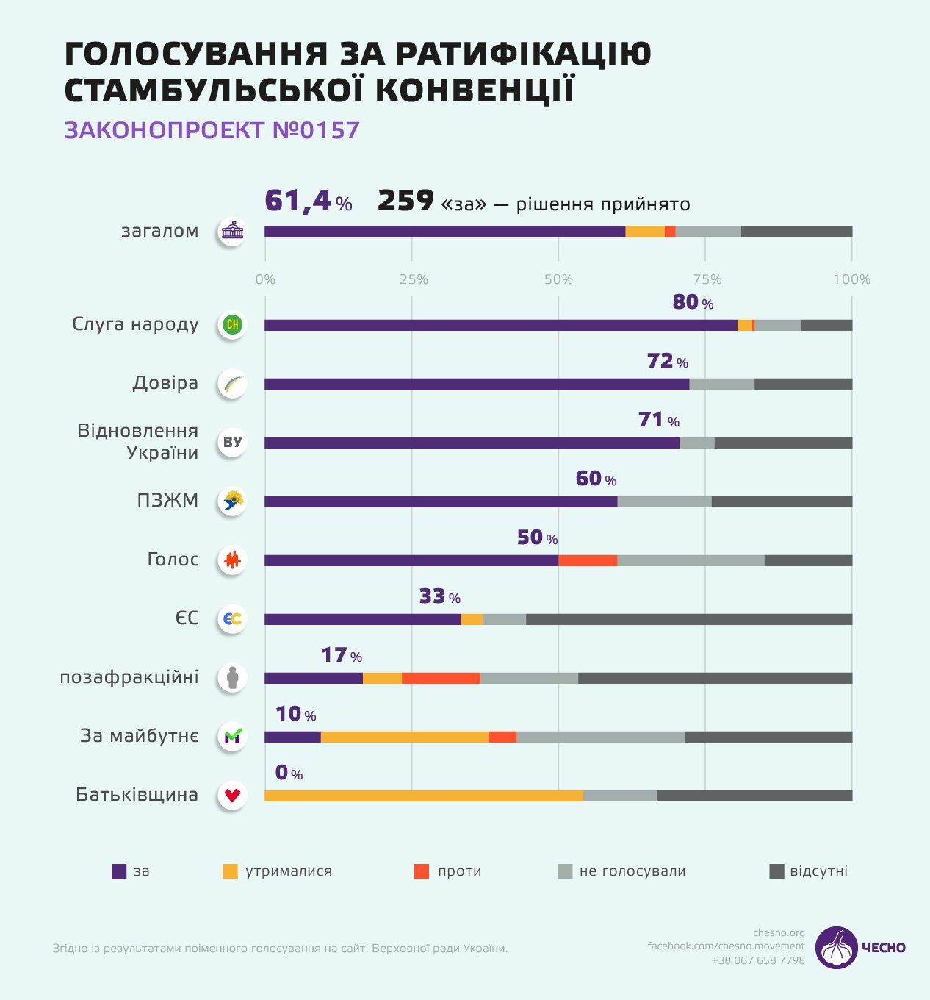 ГОЛОСУВАННЯ ЗА РАТИФІКАЦІЮ
СТАМБУЛЬСЬКОЇ КОНВЕНЦІЇ
ЗАКОНОПРОЕКТ №0157
61,4 % 259 «за» — рішення прийнято
загалом
0% 25% 50% 75% 100%
80 %
Слуга народу СН
72 %
Довіра
71 %
Відновлення
України
ВУ
60 %
ПЗЖМ
50 %
Голос
33 %
ЄС ЄС
17 %
позафракційні
10 %
За майбутнє
0 %
Батьківщина
за утрималися проти не голосували відсутні
Згідно із результатами поіменного голосування на сайті Верховної ради України.
chesno.org
facebook.com/chesno.movement
+38 067 658 7798
ЧЕСНО